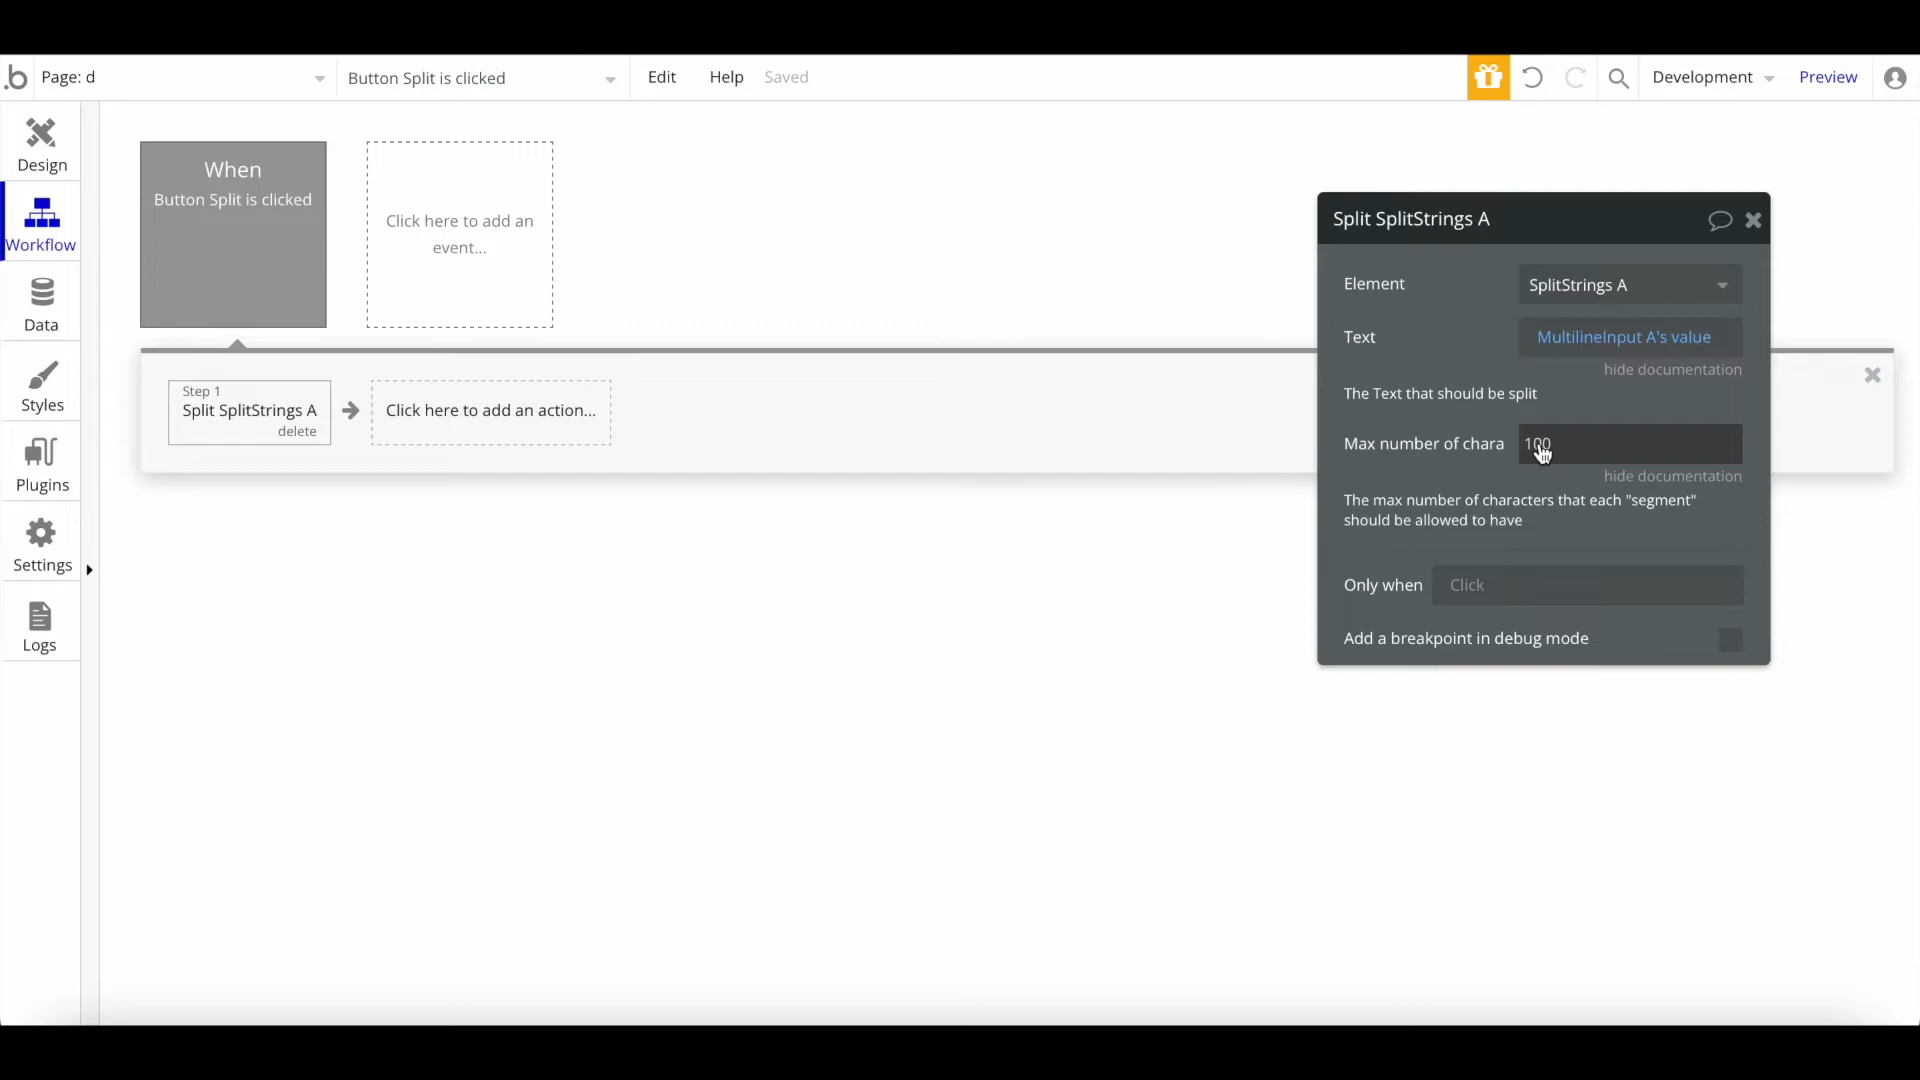 .b
Page: d
Button Split is clicked
Edit
Help
Saved
Development
Preview
Design
Workflow
Data
Styles
Plugins
Settings
Logs
When
Button Split is clicked
Click here to add an
event...
Step 1
Split SplitStrings A
delete
Click here to add an action...
Split SplitStrings A
Element
SplitStrings A
Text
MultilineInput A's value
hide documentation
The Text that should be split
Max number of chara
100
hide documentation
The max number of characters that each "segment"
should be allowed to have
Only when
Click
Add a breakpoint in debug mode